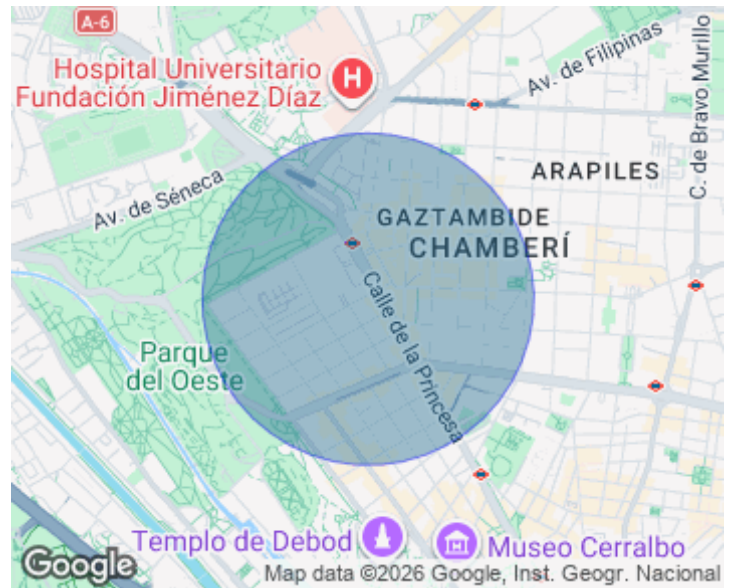 A-6
Hospital Universitario
Fundación Jiménez Díaz
H
Av. de Filipinas
C. de Bravo Murillo
ARAPILES
Av. de Séneca
GAZTAMBIDE
CHAMBERÍ
Calle de la Princesa
Parque
del Oeste
Templo de Debod
Museo Cerralbo
Google
Map data ©2026 Google, Inst. Geogr. Nacional